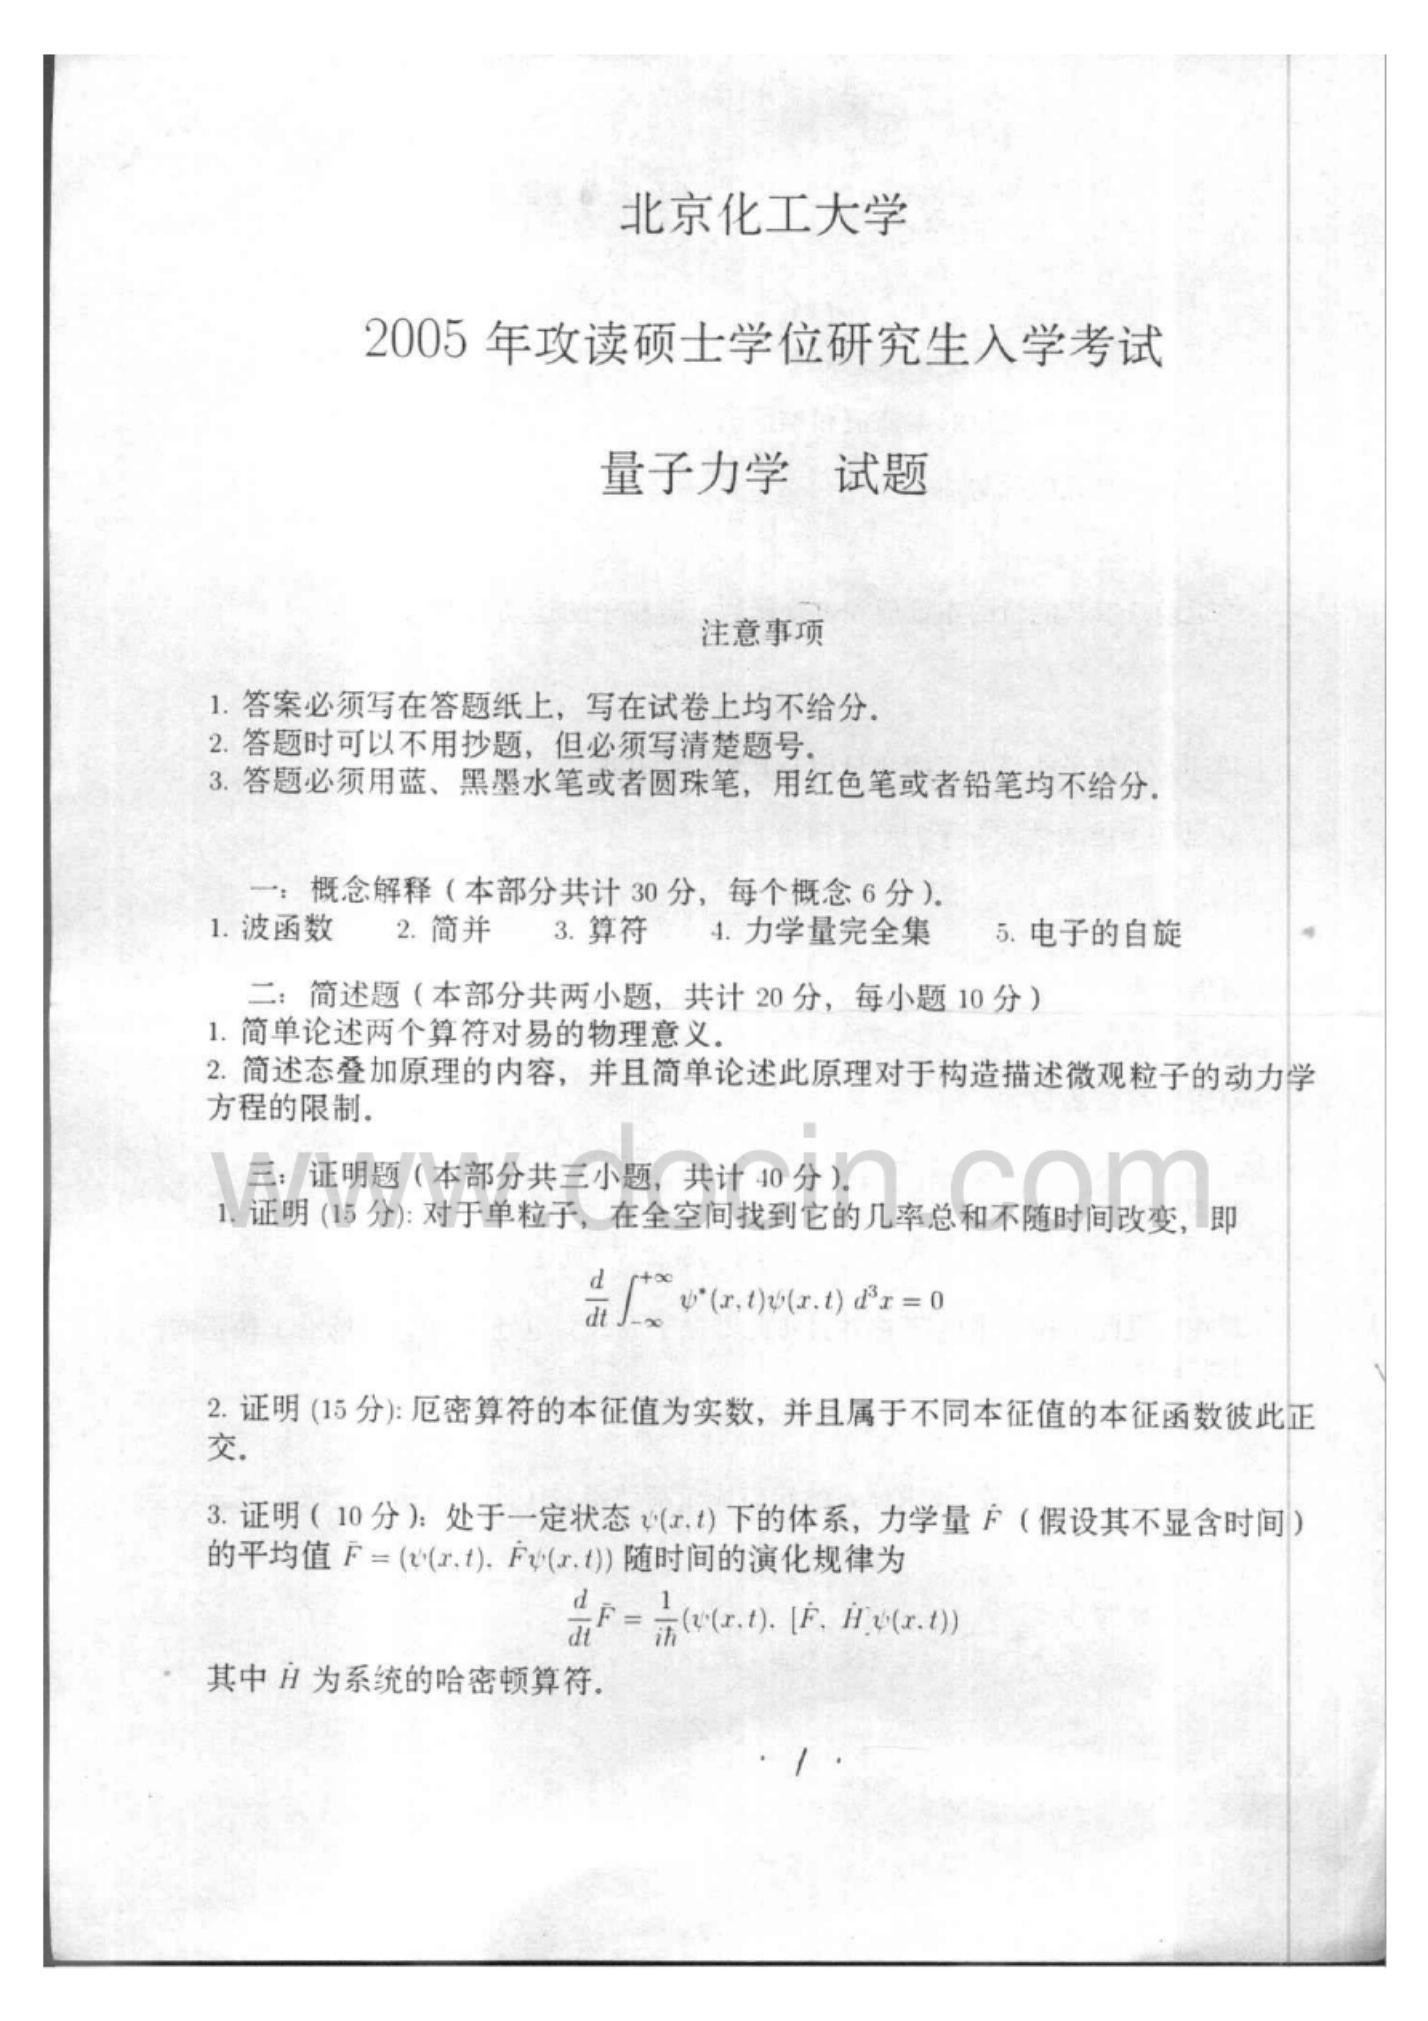 北京化工大学
2005 年攻读硕士学位研究生入学考试
量子力学 试题
注意事项
1. 答案必须写在答题纸上，写在试卷上均不给分．
2. 答题时可以不用抄题，但必须写清楚题号．
3. 答题必须用蓝、黑墨水笔或者圆珠笔，用红色笔或者铅笔均不给分．
一：概念解释（本部分共计 30 分，每个概念 6 分）．
1. 波函数 2. 简并 3. 算符 4. 力学量完全集 5. 电子的自旋
二：简述题（本部分共两小题，共计 20 分，每小题 10 分）
1. 简单论述两个算符对易的物理意义．
2. 简述态叠加原理的内容，并且简单论述此原理对于构造描述微观粒子的动力学
方程的限制．
www.docin.com
三：证明题（本部分共三小题，共计 40 分）．
1. 证明 (15 分): 对于单粒子，在全空间找到它的几率总和不随时间改变，即
d/dt ∫_{-∞}^{+∞} ψ*(x,t)ψ(x,t) d³x = 0
2. 证明 (15 分): 厄密算符的本征值为实数，并且属于不同本征值的本征函数彼此正
交．
3. 证明（ 10 分）：处于一定状态 ψ(x,t) 下的体系，力学量 F̂ （假设其不显含时间）
的平均值 F̄ = (ψ(x,t), F̂ψ(x,t)) 随时间的演化规律为
d/dt F̄ = 1/iħ (ψ(x,t), [F̂, Ĥ]ψ(x,t))
其中 Ĥ 为系统的哈密顿算符．
· 1 ·